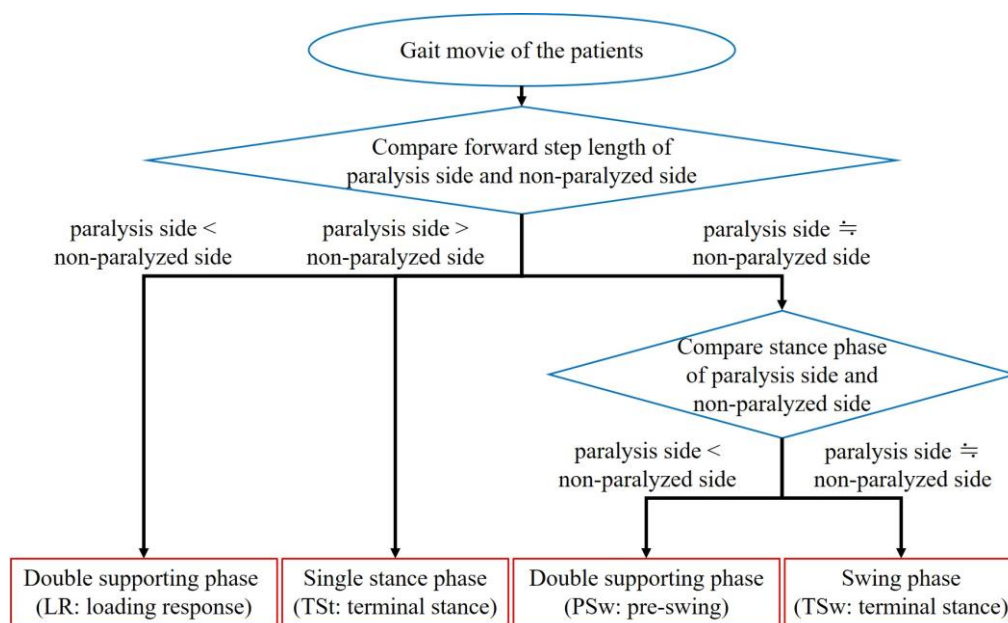 Gait movie of the patients
Compare forward step length of
paralysis side and non-paralyzed side
paralysis side <
non-paralyzed side
paralysis side >
non-paralyzed side
paralysis side ≒
non-paralyzed side
Compare stance phase
of paralysis side and
non-paralyzed side
paralysis side <
non-paralyzed side
paralysis side ≒
non-paralyzed side
Double supporting phase
(LR: loading response)
Single stance phase
(TSt: terminal stance)
Double supporting phase
(PSw: pre-swing)
Swing phase
(TSw: terminal stance)